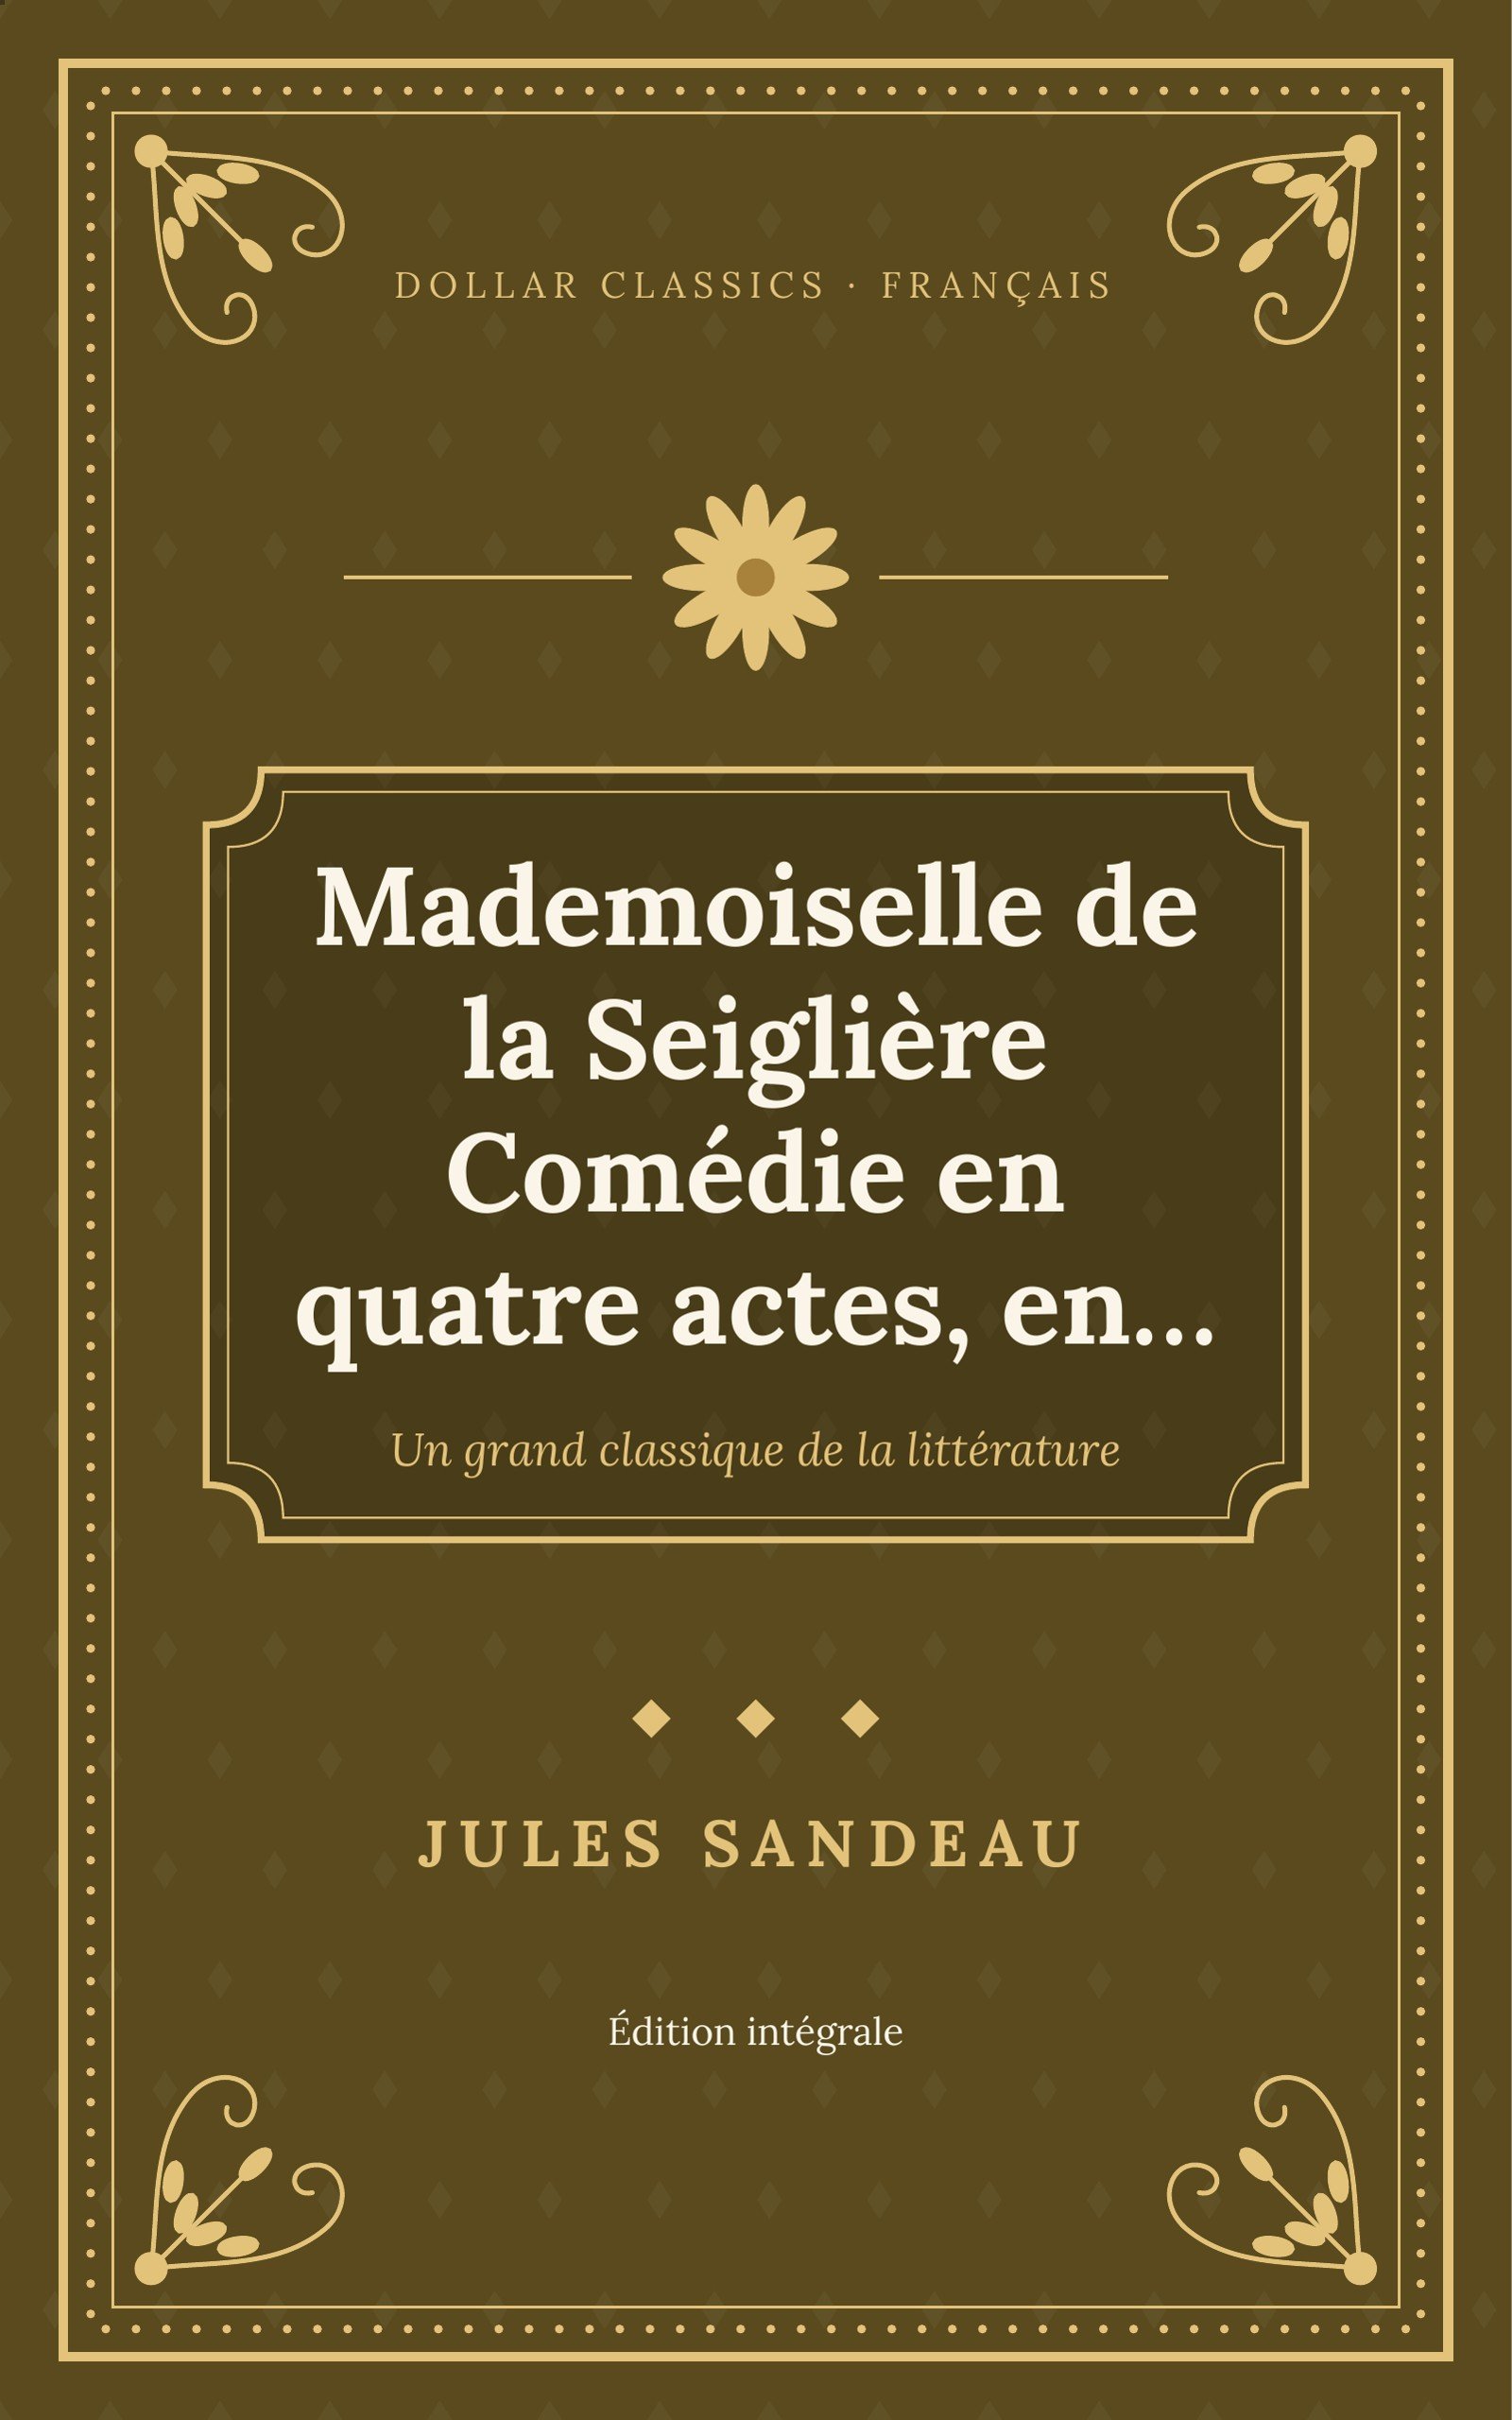 DOLLAR CLASSICS · FRANÇAIS
Mademoiselle de
la Seiglière
Comédie en
quatre actes, en...
Un grand classique de la littérature
JULES SANDEAU
Édition intégrale